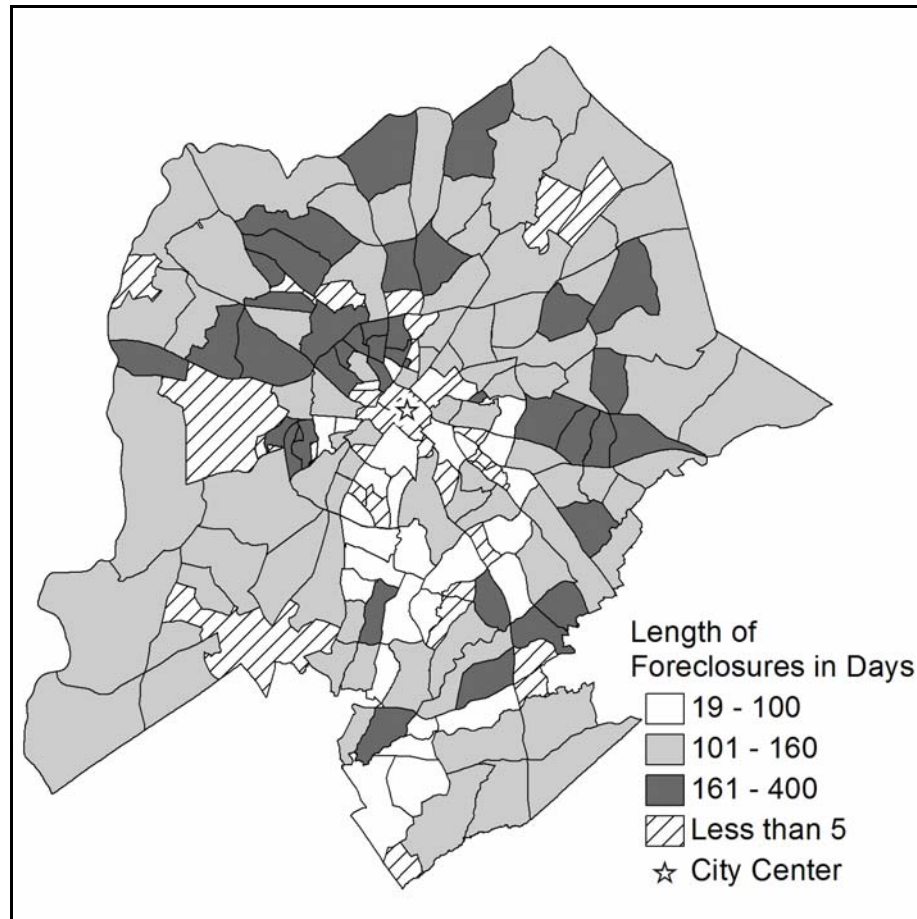 Length of
Foreclosures in Days
19 - 100
101 - 160
161 - 400
Less than 5
City Center